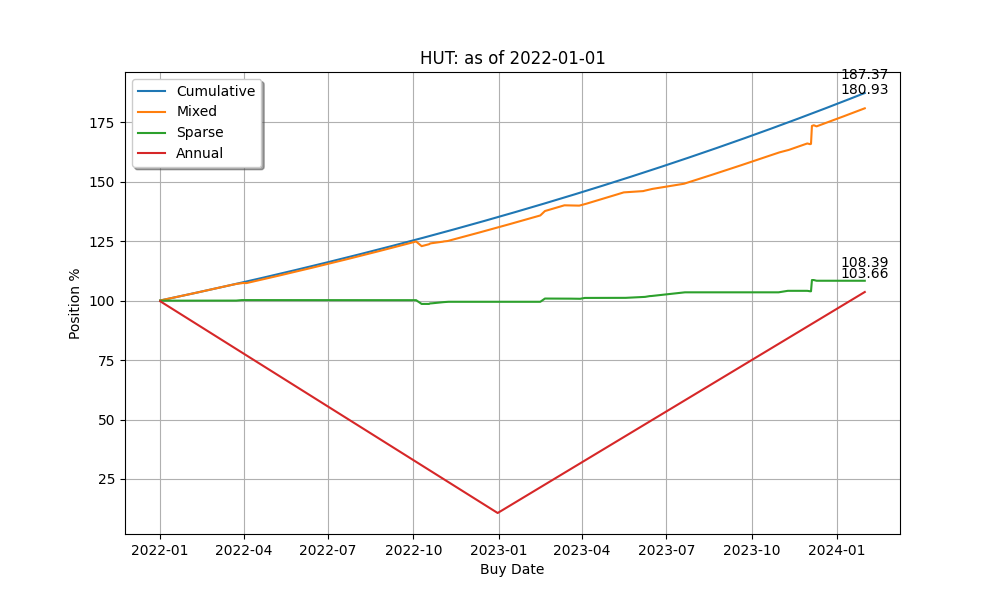 HUT: as of 2022-01-01
187.37
180.93
Cumulative
Mixed
Sparse
Annual
175
150
125
100
75
50
25
Position %
108.39
103.66
2022-01 2022-04 2022-07 2022-10 2023-01 2023-04 2023-07 2023-10 2024-01
Buy Date